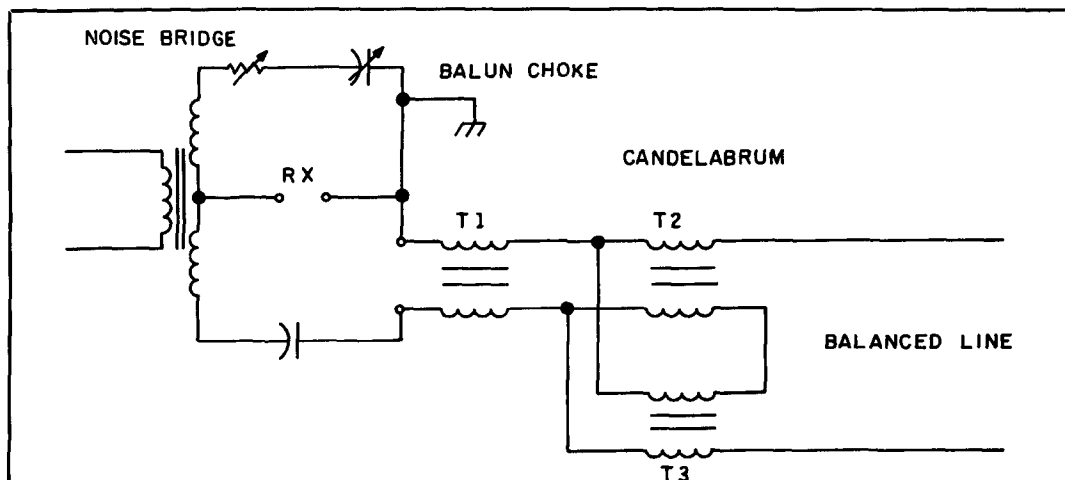 NOISE BRIDGE
BALUN CHOKE
CANDELABRUM
RX
T1
T2
BALANCED LINE
T3